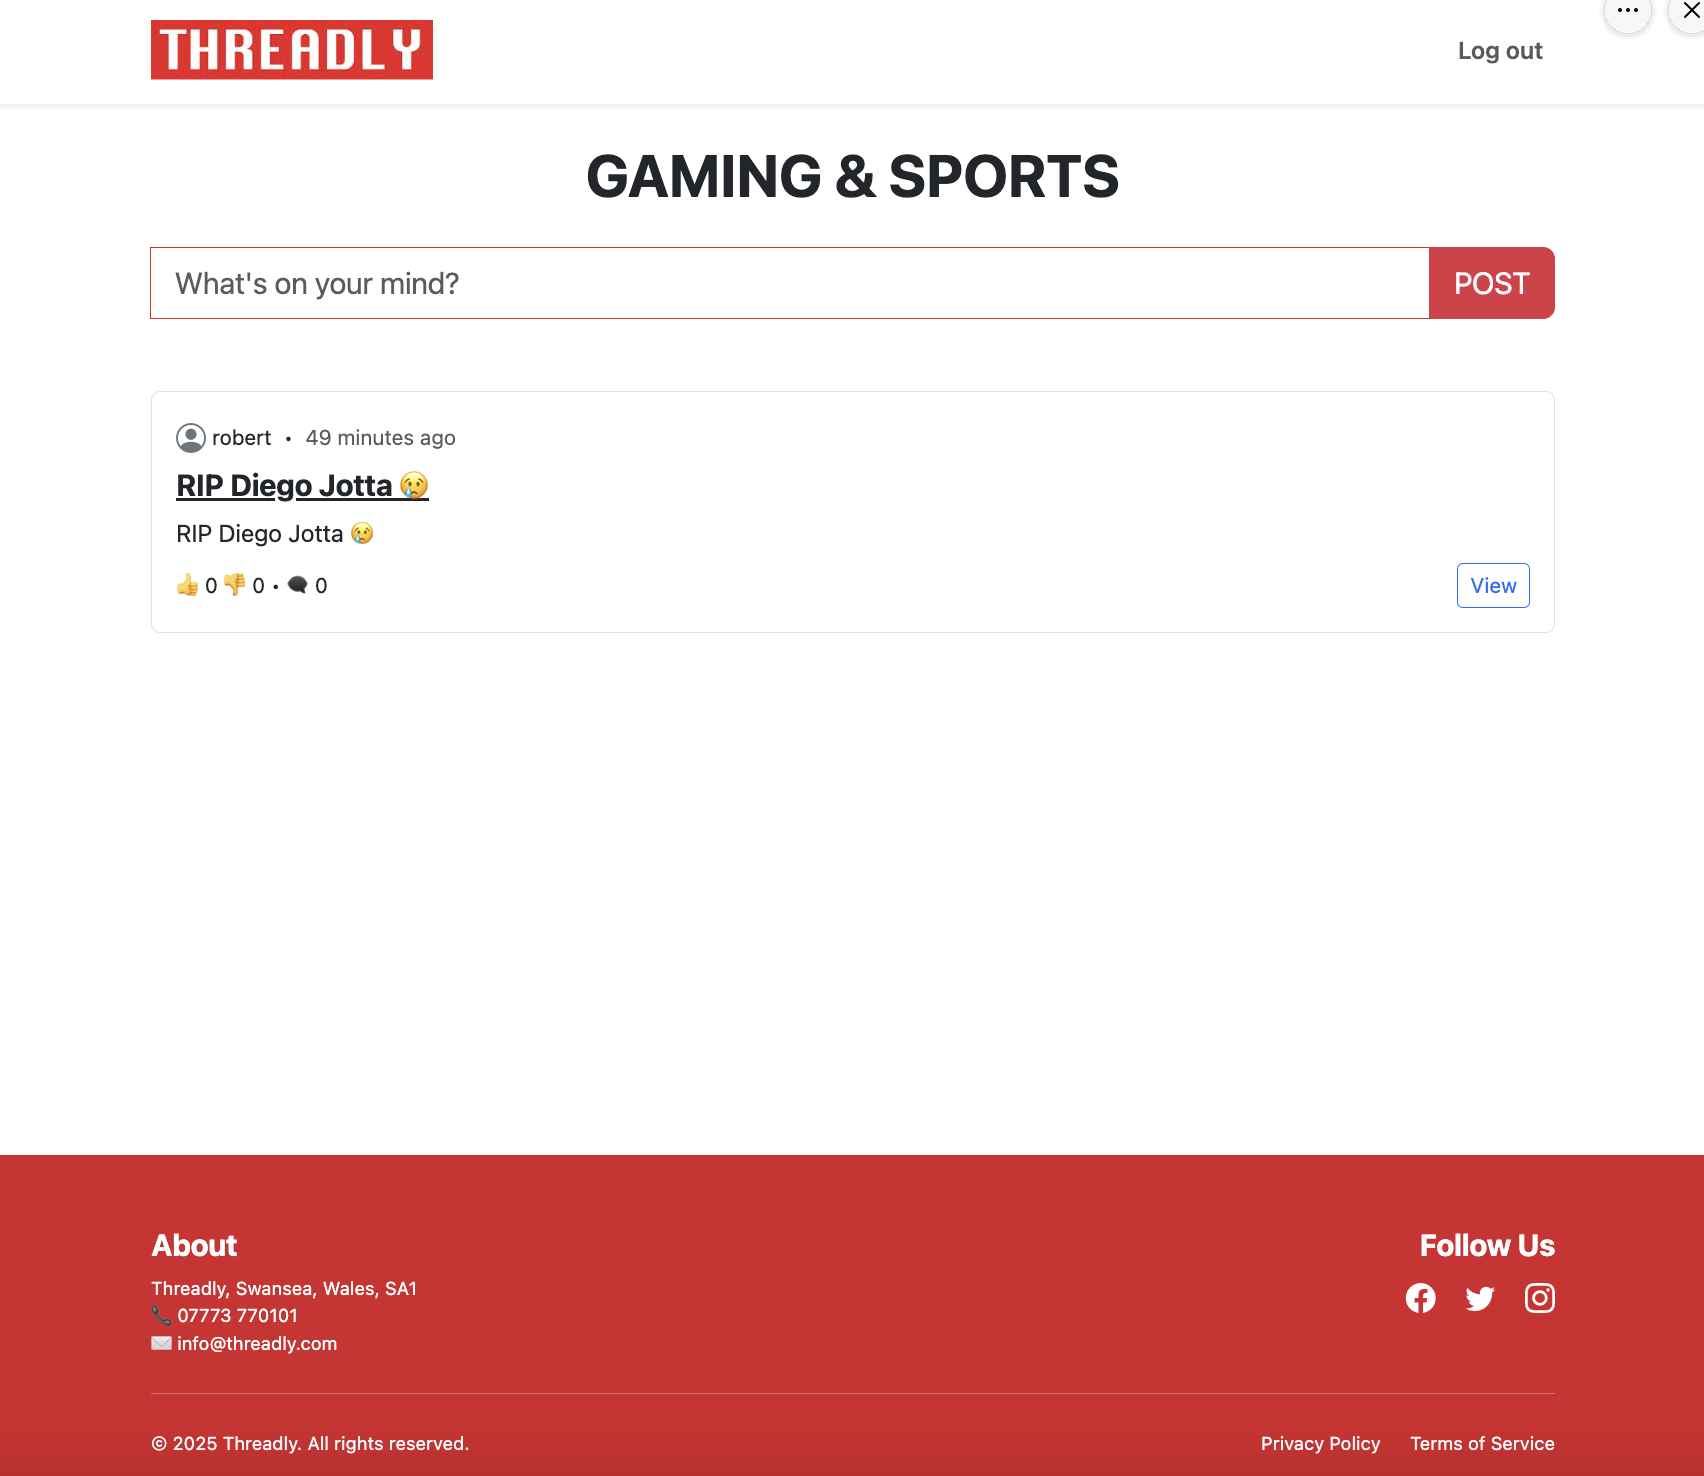 THREADLY
Log out
GAMING & SPORTS
What's on your mind?
POST
robert • 49 minutes ago
RIP Diego Jotta 😢
RIP Diego Jotta 😢
👍 0 👎 0 • 🗨 0
View
About
Follow Us
Threadly, Swansea, Wales, SA1
📞 07773 770101
✉ info@threadly.com
© 2025 Threadly. All rights reserved.
Privacy Policy
Terms of Service